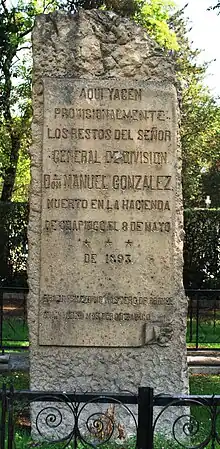 AQUI YACEN
PROVISIONALMENTE
LOS RESTOS DEL SEÑOR
GENERAL DE DIVISION
DON MANUEL GONZALEZ
MUERTO EN LA HACIENDA
DE CHAPINGO EL 8 DE MAYO
DE 1893